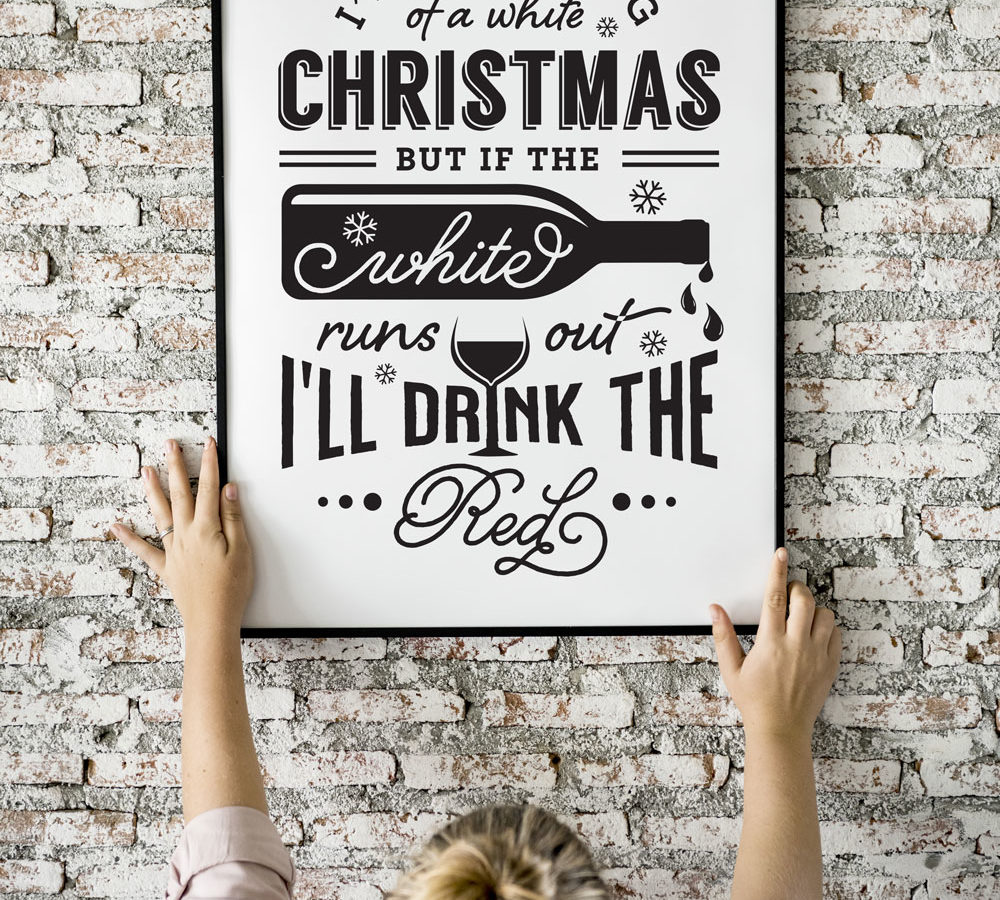 of a white
CHRISTMAS
BUT IF THE
white
runs out
I'LL DRINK THE
Red